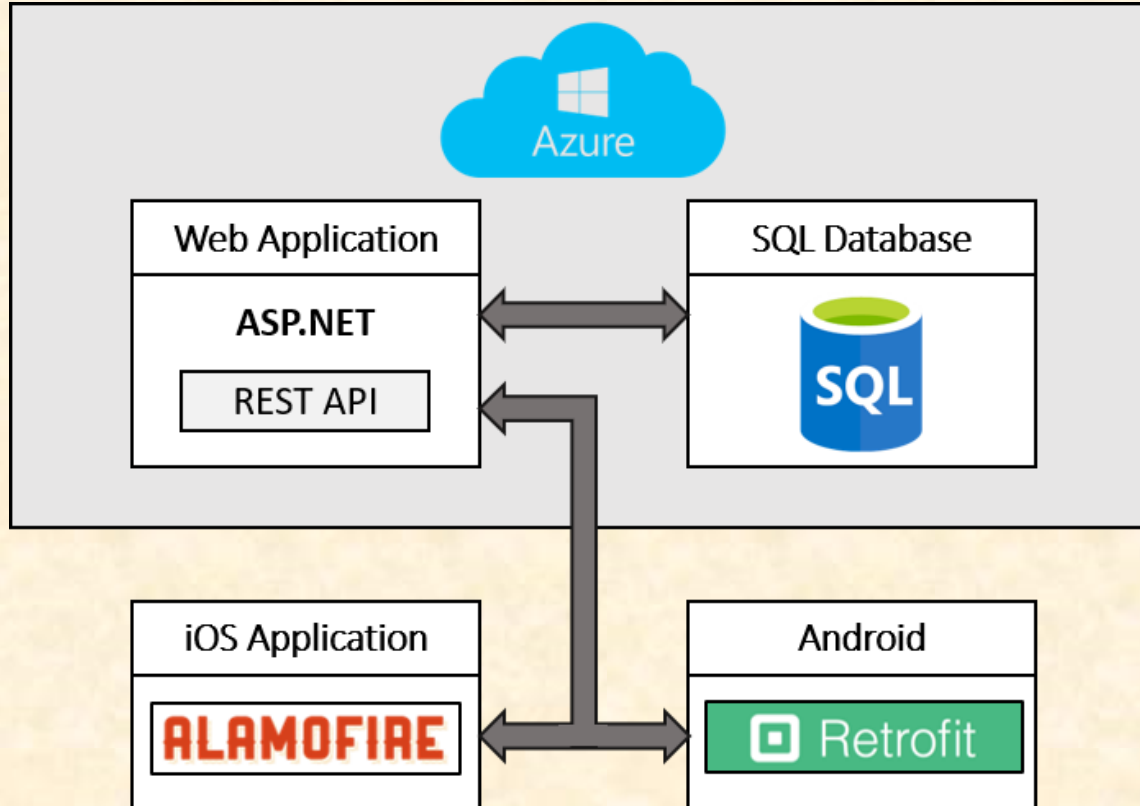 Azure
Web Application
ASP.NET
REST API
SQL Database
SQL
iOS Application
ALAMOFIRE
Android
Retrofit